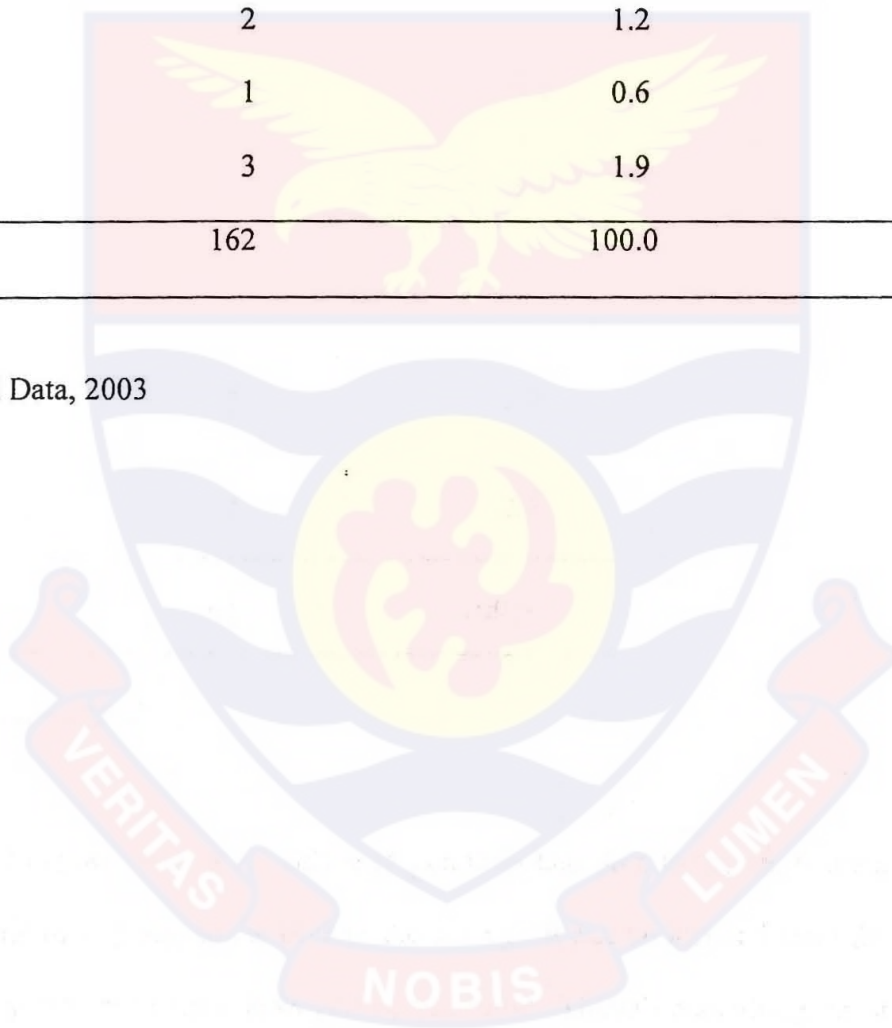 2 1.2
1 0.6
3 1.9
162 100.0
Data, 2003
VERITAS
NOBIS
LUMEN